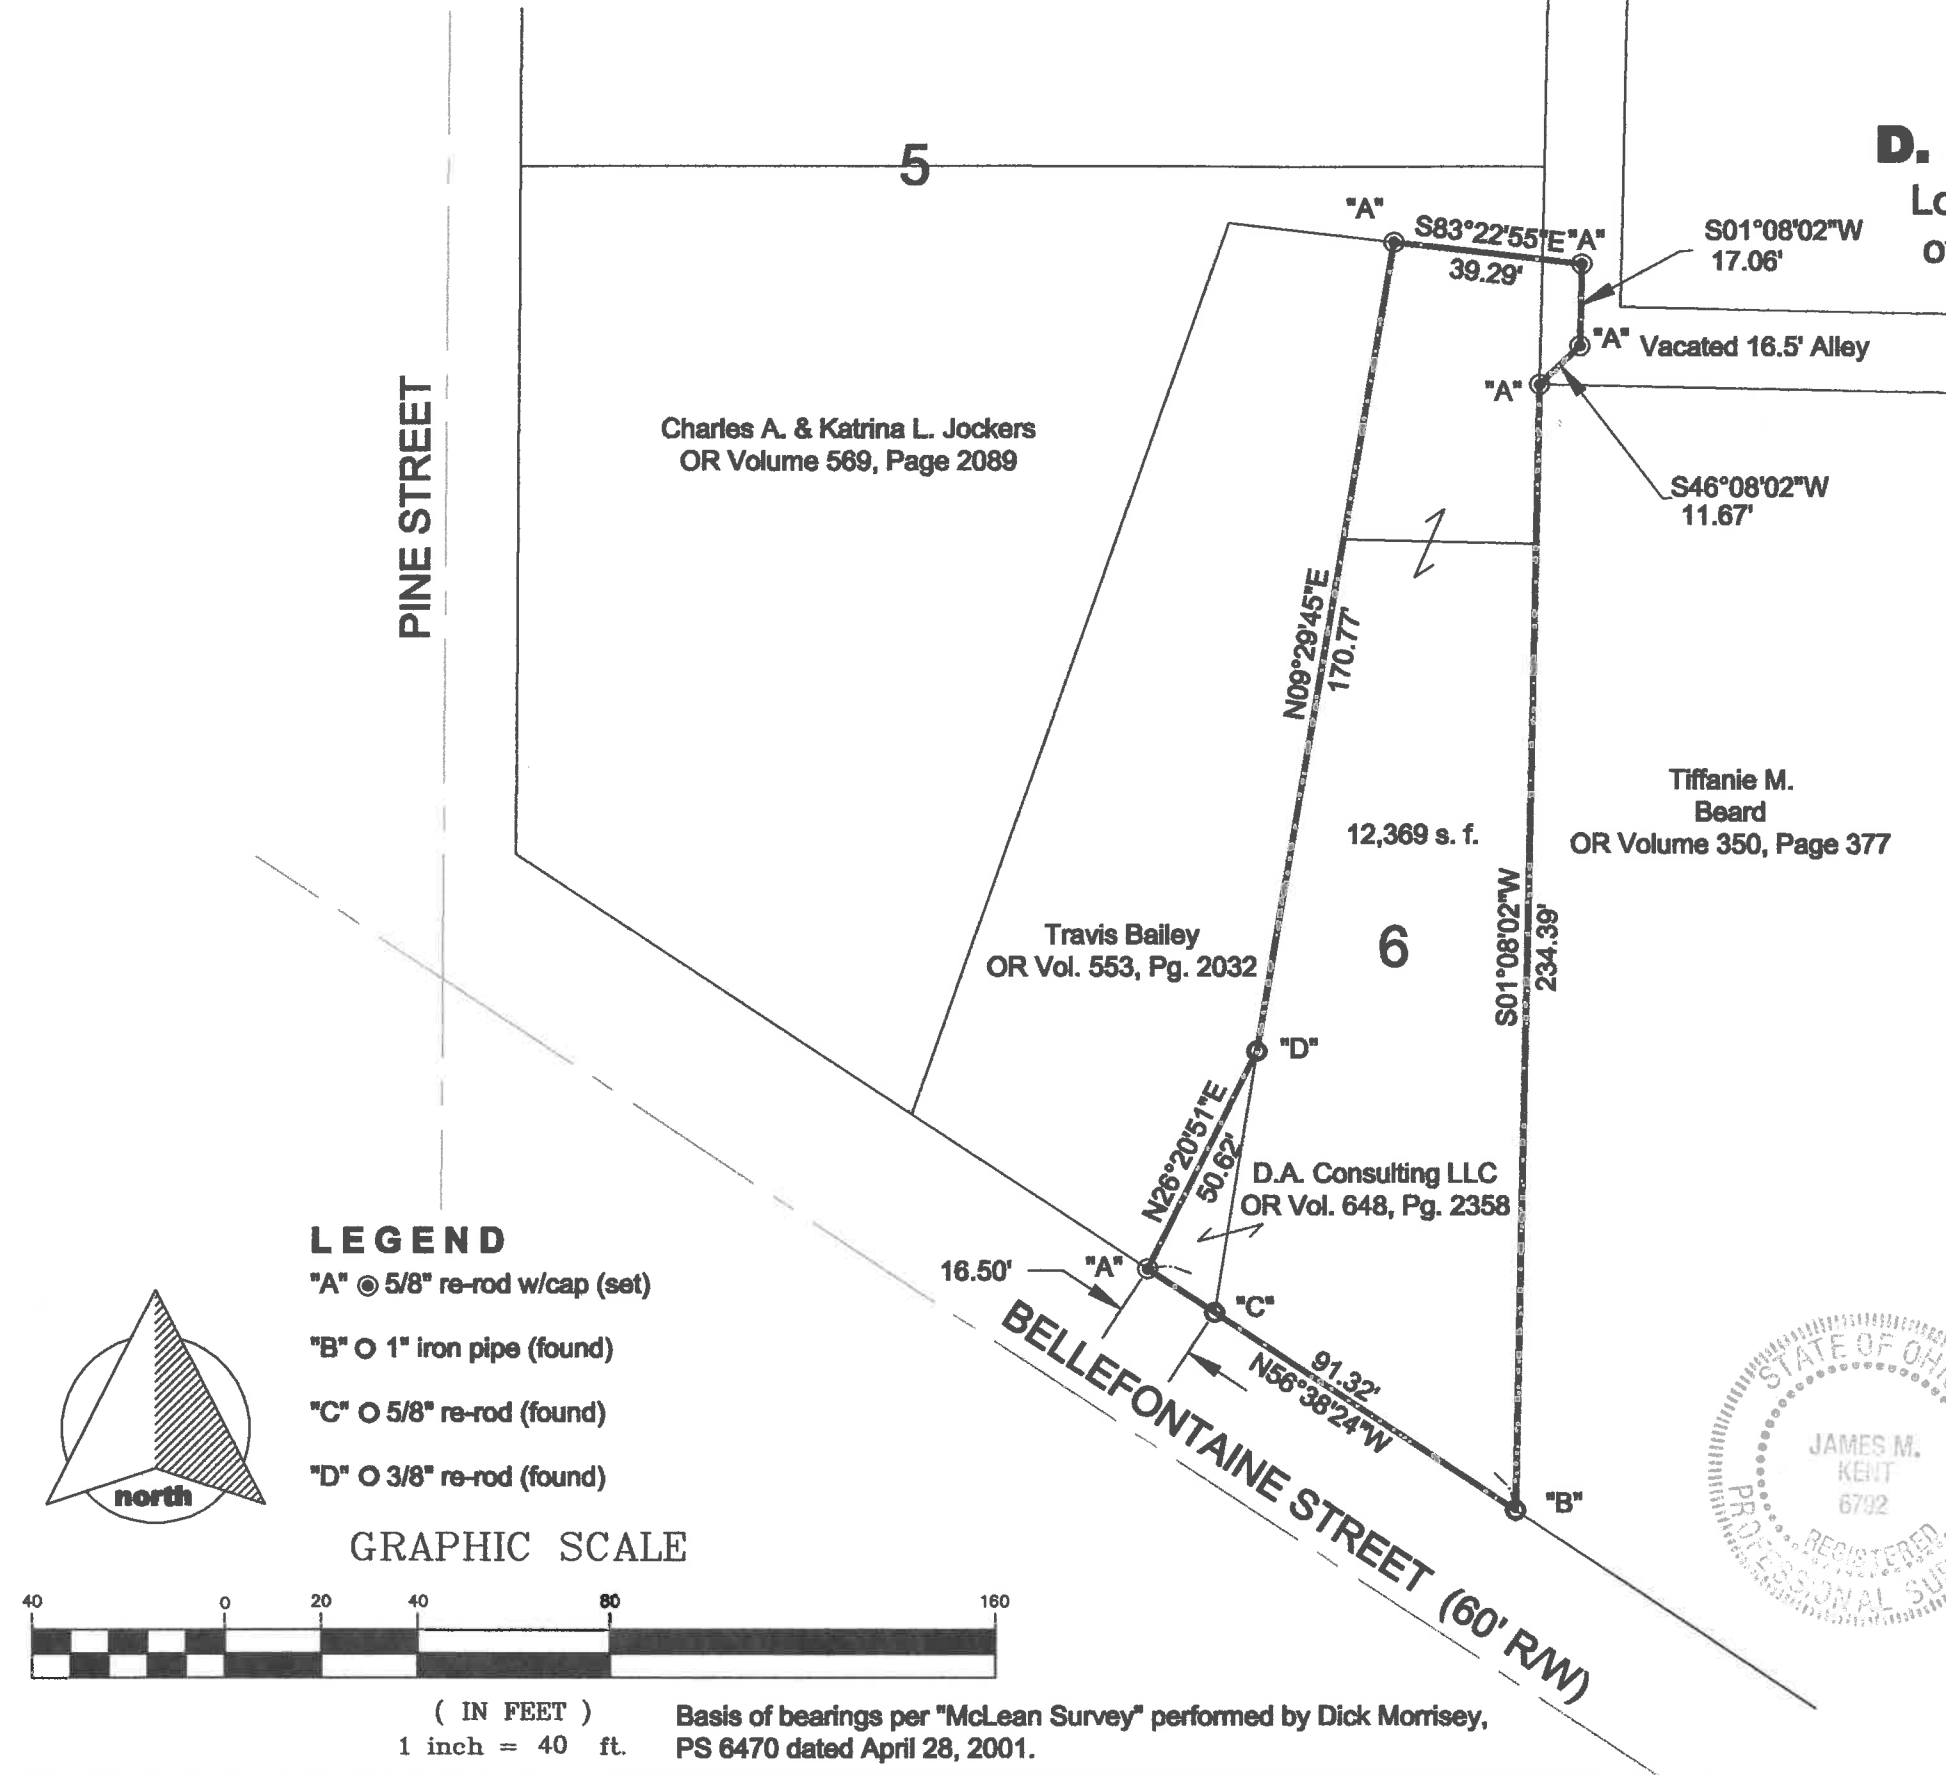 5
D.
"A"
S83°22'55"E
"A"
39.29'
S01°08'02"W
17.06'
"A"
Vacated 16.5' Alley
"A"
S46°08'02"W
11.67'
PINE STREET
Charles A. & Katrina L. Jockers
OR Volume 569, Page 2089
N09°29'45"E
170.77'
12,369 s. f.
Tiffanie M.
Beard
OR Volume 350, Page 377
S01°08'02"W
234.39'
Travis Bailey
OR Vol. 553, Pg. 2032
6
"D"
N26°20'51"E
50.62'
D.A. Consulting LLC
OR Vol. 648, Pg. 2358
16.50'
"A"
"C"
91.32'
N56°38'24"W
"B"
BELLEFONTAINE STREET (60' R/W)
LEGEND
"A" 5/8" re-rod w/cap (set)
"B" 1" iron pipe (found)
"C" 5/8" re-rod (found)
"D" 3/8" re-rod (found)
north
GRAPHIC SCALE
40 0 20 40 80 160
( IN FEET )
1 inch = 40 ft.
Basis of bearings per "McLean Survey" performed by Dick Morrisey,
PS 6470 dated April 28, 2001.
STATE OF
JAMES M.
KENT
6792
REGISTERED
PROFESSIONAL